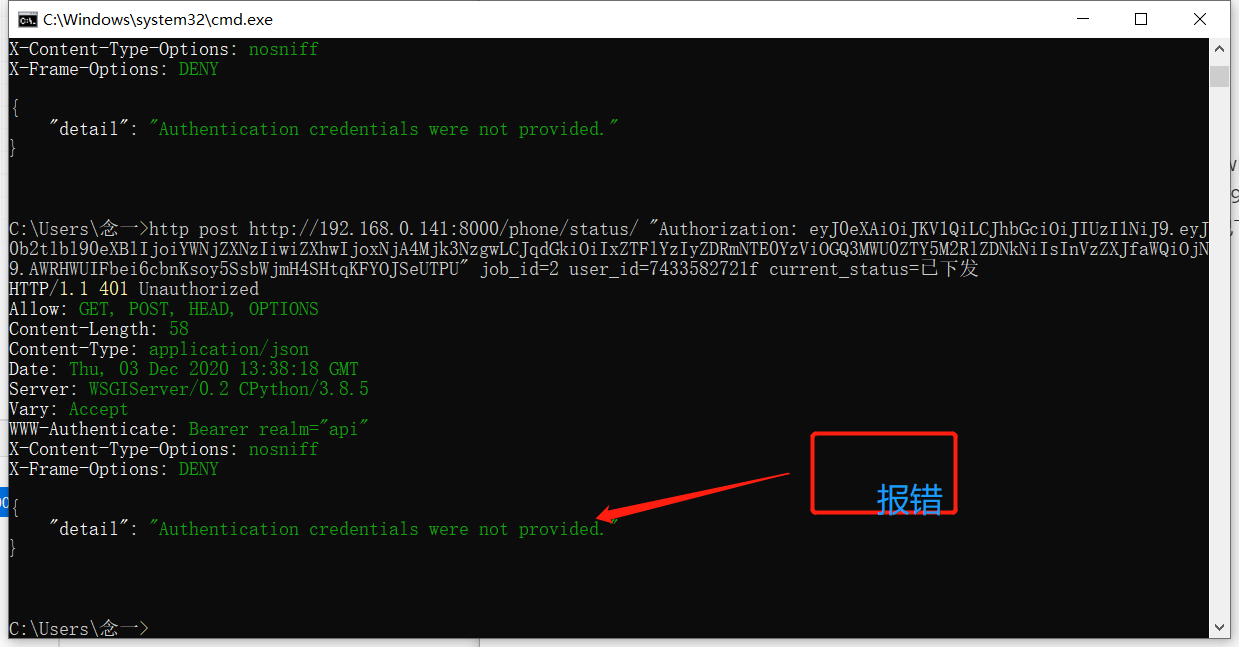 C:\Windows\system32\cmd.exe
X-Content-Type-Options: nosniff
X-Frame-Options: DENY
{
"detail": "Authentication credentials were not provided."
}
C:\Users\念一>http post http://192.168.0.141:8000/phone/status/ "Authorization: eyJ0eXAiOiJKV1QiLCJhbGciOiJIUzI1NiJ9.eyJ
0b2tlbl90eXBlIjoiYWNjZXNzIiwiZXhwIjoxNjA4Mjk3NzgwLCJqdGkiOiIxZTFlYzIyZDRmNTE0YzViOGQ3MWU0ZTY5M2RlZDNkNiIsInVzZXJfaWQiOjN
9.AWRHWUIFbei6cbnKsoy5SsbWjmH4SHtqKFYOJSeUTPU" job_id=2 user_id=7433582721f current_status=已下发
HTTP/1.1 401 Unauthorized
Allow: GET, POST, HEAD, OPTIONS
Content-Length: 58
Content-Type: application/json
Date: Thu, 03 Dec 2020 13:38:18 GMT
Server: WSGIServer/0.2 CPython/3.8.5
Vary: Accept
WWW-Authenticate: Bearer realm="api"
X-Content-Type-Options: nosniff
X-Frame-Options: DENY
{
报错
"detail": "Authentication credentials were not provided."
}
C:\Users\念一>